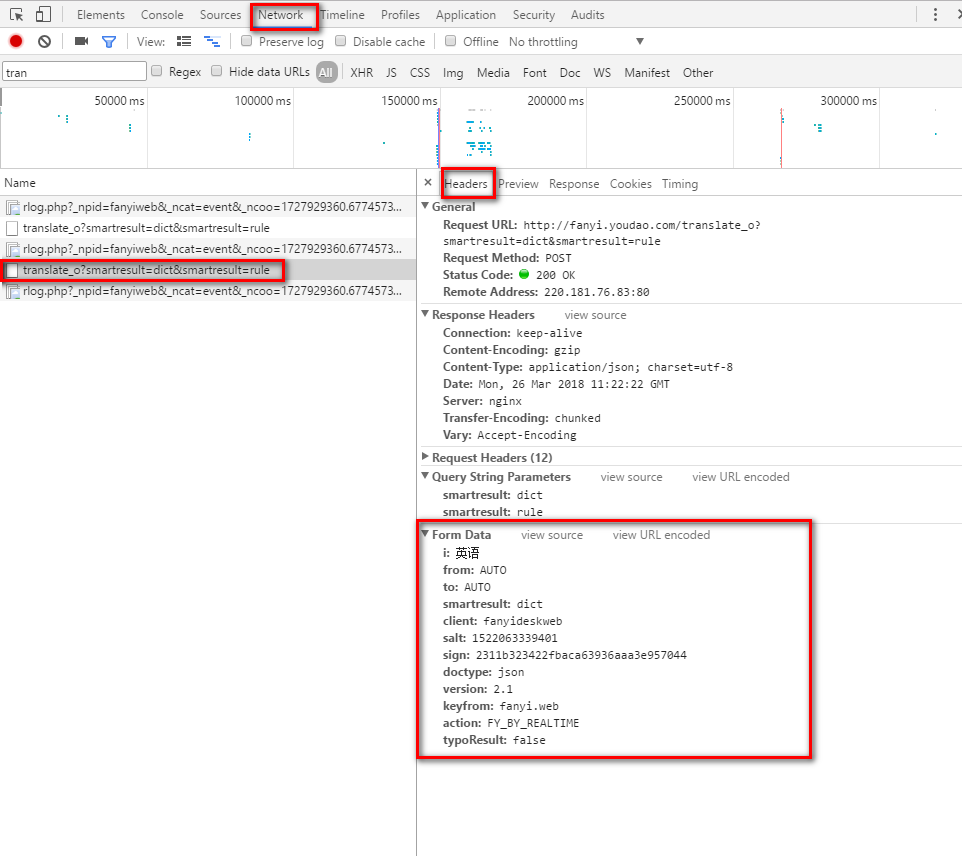 Elements Console Sources Network Timeline Profiles Application Security Audits
View: Preserve log Disable cache Offline No throttling
tran Regex Hide data URLs All XHR JS CSS Img Media Font Doc WS Manifest Other
50000 ms 100000 ms 150000 ms 200000 ms 250000 ms 300000 ms
Name
rlog.php?_npid=fanyiweb&_ncat=event&_ncoo=1727929360.6774573...
translate_o?smartresult=dict&smartresult=rule
rlog.php?_npid=fanyiweb&_ncat=event&_ncoo=1727929360.6774573...
translate_o?smartresult=dict&smartresult=rule
rlog.php?_npid=fanyiweb&_ncat=event&_ncoo=1727929360.6774573...
× Headers Preview Response Cookies Timing
General
Request URL: http://fanyi.youdao.com/translate_o?
smartresult=dict&smartresult=rule
Request Method: POST
Status Code: 200 OK
Remote Address: 220.181.76.83:80
Response Headers view source
Connection: keep-alive
Content-Encoding: gzip
Content-Type: application/json; charset=utf-8
Date: Mon, 26 Mar 2018 11:22:22 GMT
Server: nginx
Transfer-Encoding: chunked
Vary: Accept-Encoding
Request Headers (12)
Query String Parameters view source view URL encoded
smartresult: dict
smartresult: rule
Form Data view source view URL encoded
i: 英语
from: AUTO
to: AUTO
smartresult: dict
client: fanyideskweb
salt: 1522063339401
sign: 2311b323422fbaca63936aaa3e957044
doctype: json
version: 2.1
keyfrom: fanyi.web
action: FY_BY_REALTIME
typoResult: false